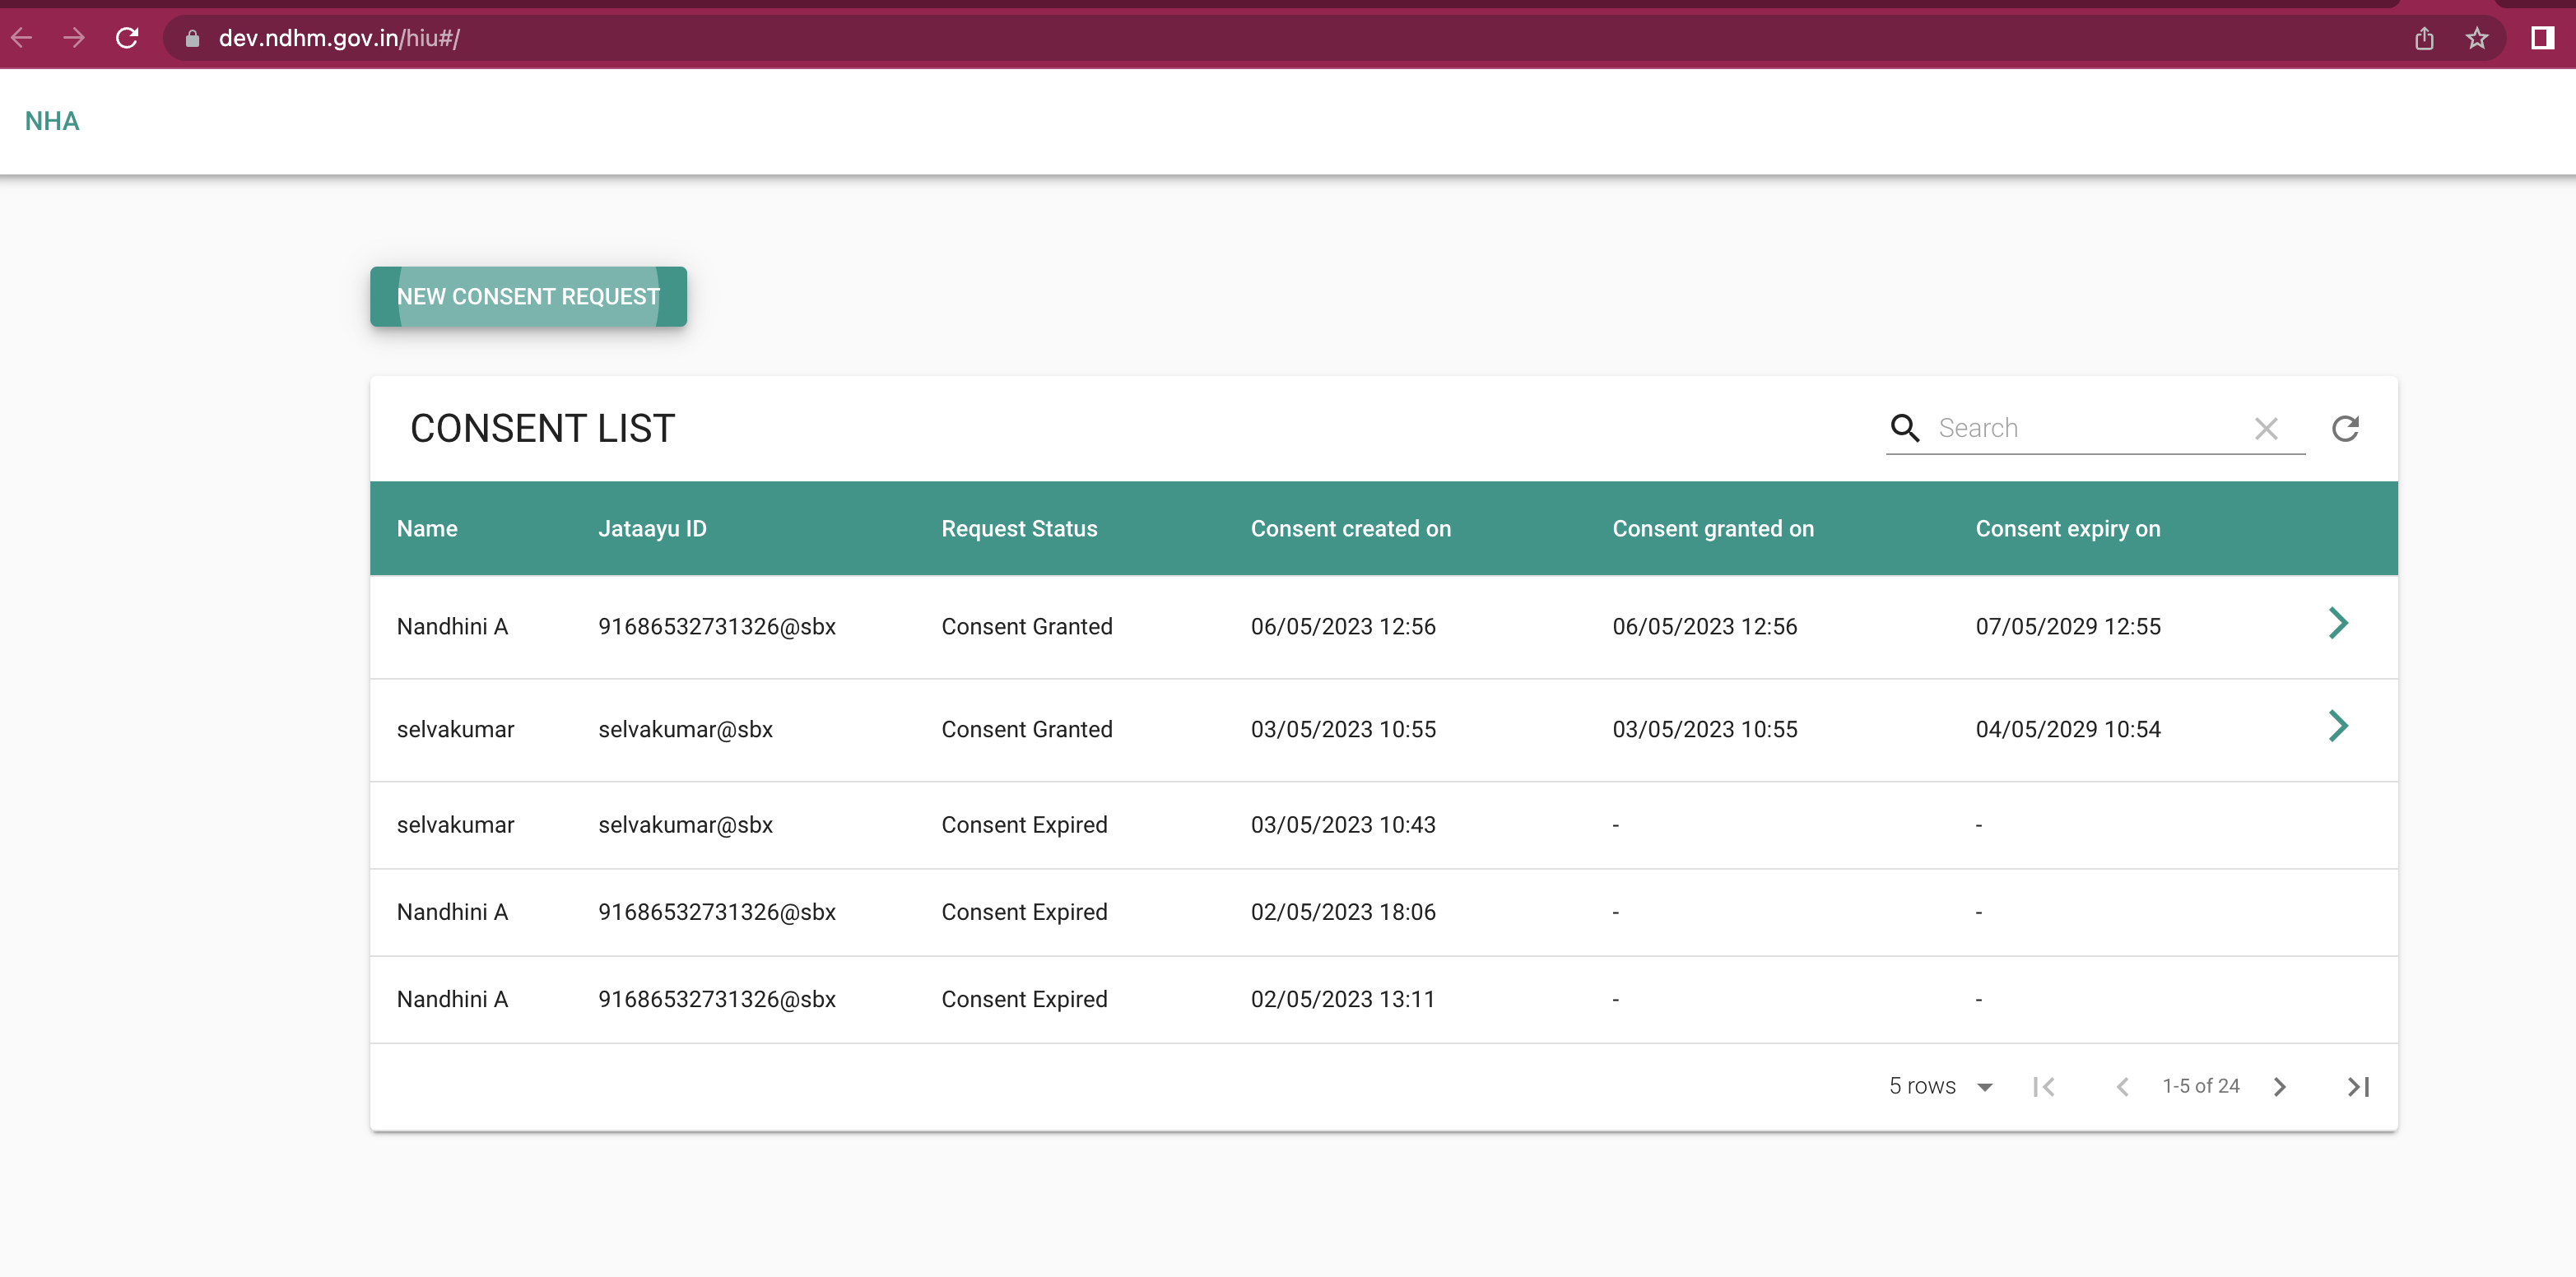 dev.ndhm.gov.in/hiu#/
NHA
NEW CONSENT REQUEST
CONSENT LIST
Search
Name Jataayu ID Request Status Consent created on Consent granted on Consent expiry on
Nandhini A 91686532731326@sbx Consent Granted 06/05/2023 12:56 06/05/2023 12:56 07/05/2029 12:55
selvakumar selvakumar@sbx Consent Granted 03/05/2023 10:55 03/05/2023 10:55 04/05/2029 10:54
selvakumar selvakumar@sbx Consent Expired 03/05/2023 10:43 - -
Nandhini A 91686532731326@sbx Consent Expired 02/05/2023 18:06 - -
Nandhini A 91686532731326@sbx Consent Expired 02/05/2023 13:11 - -
5 rows 1-5 of 24